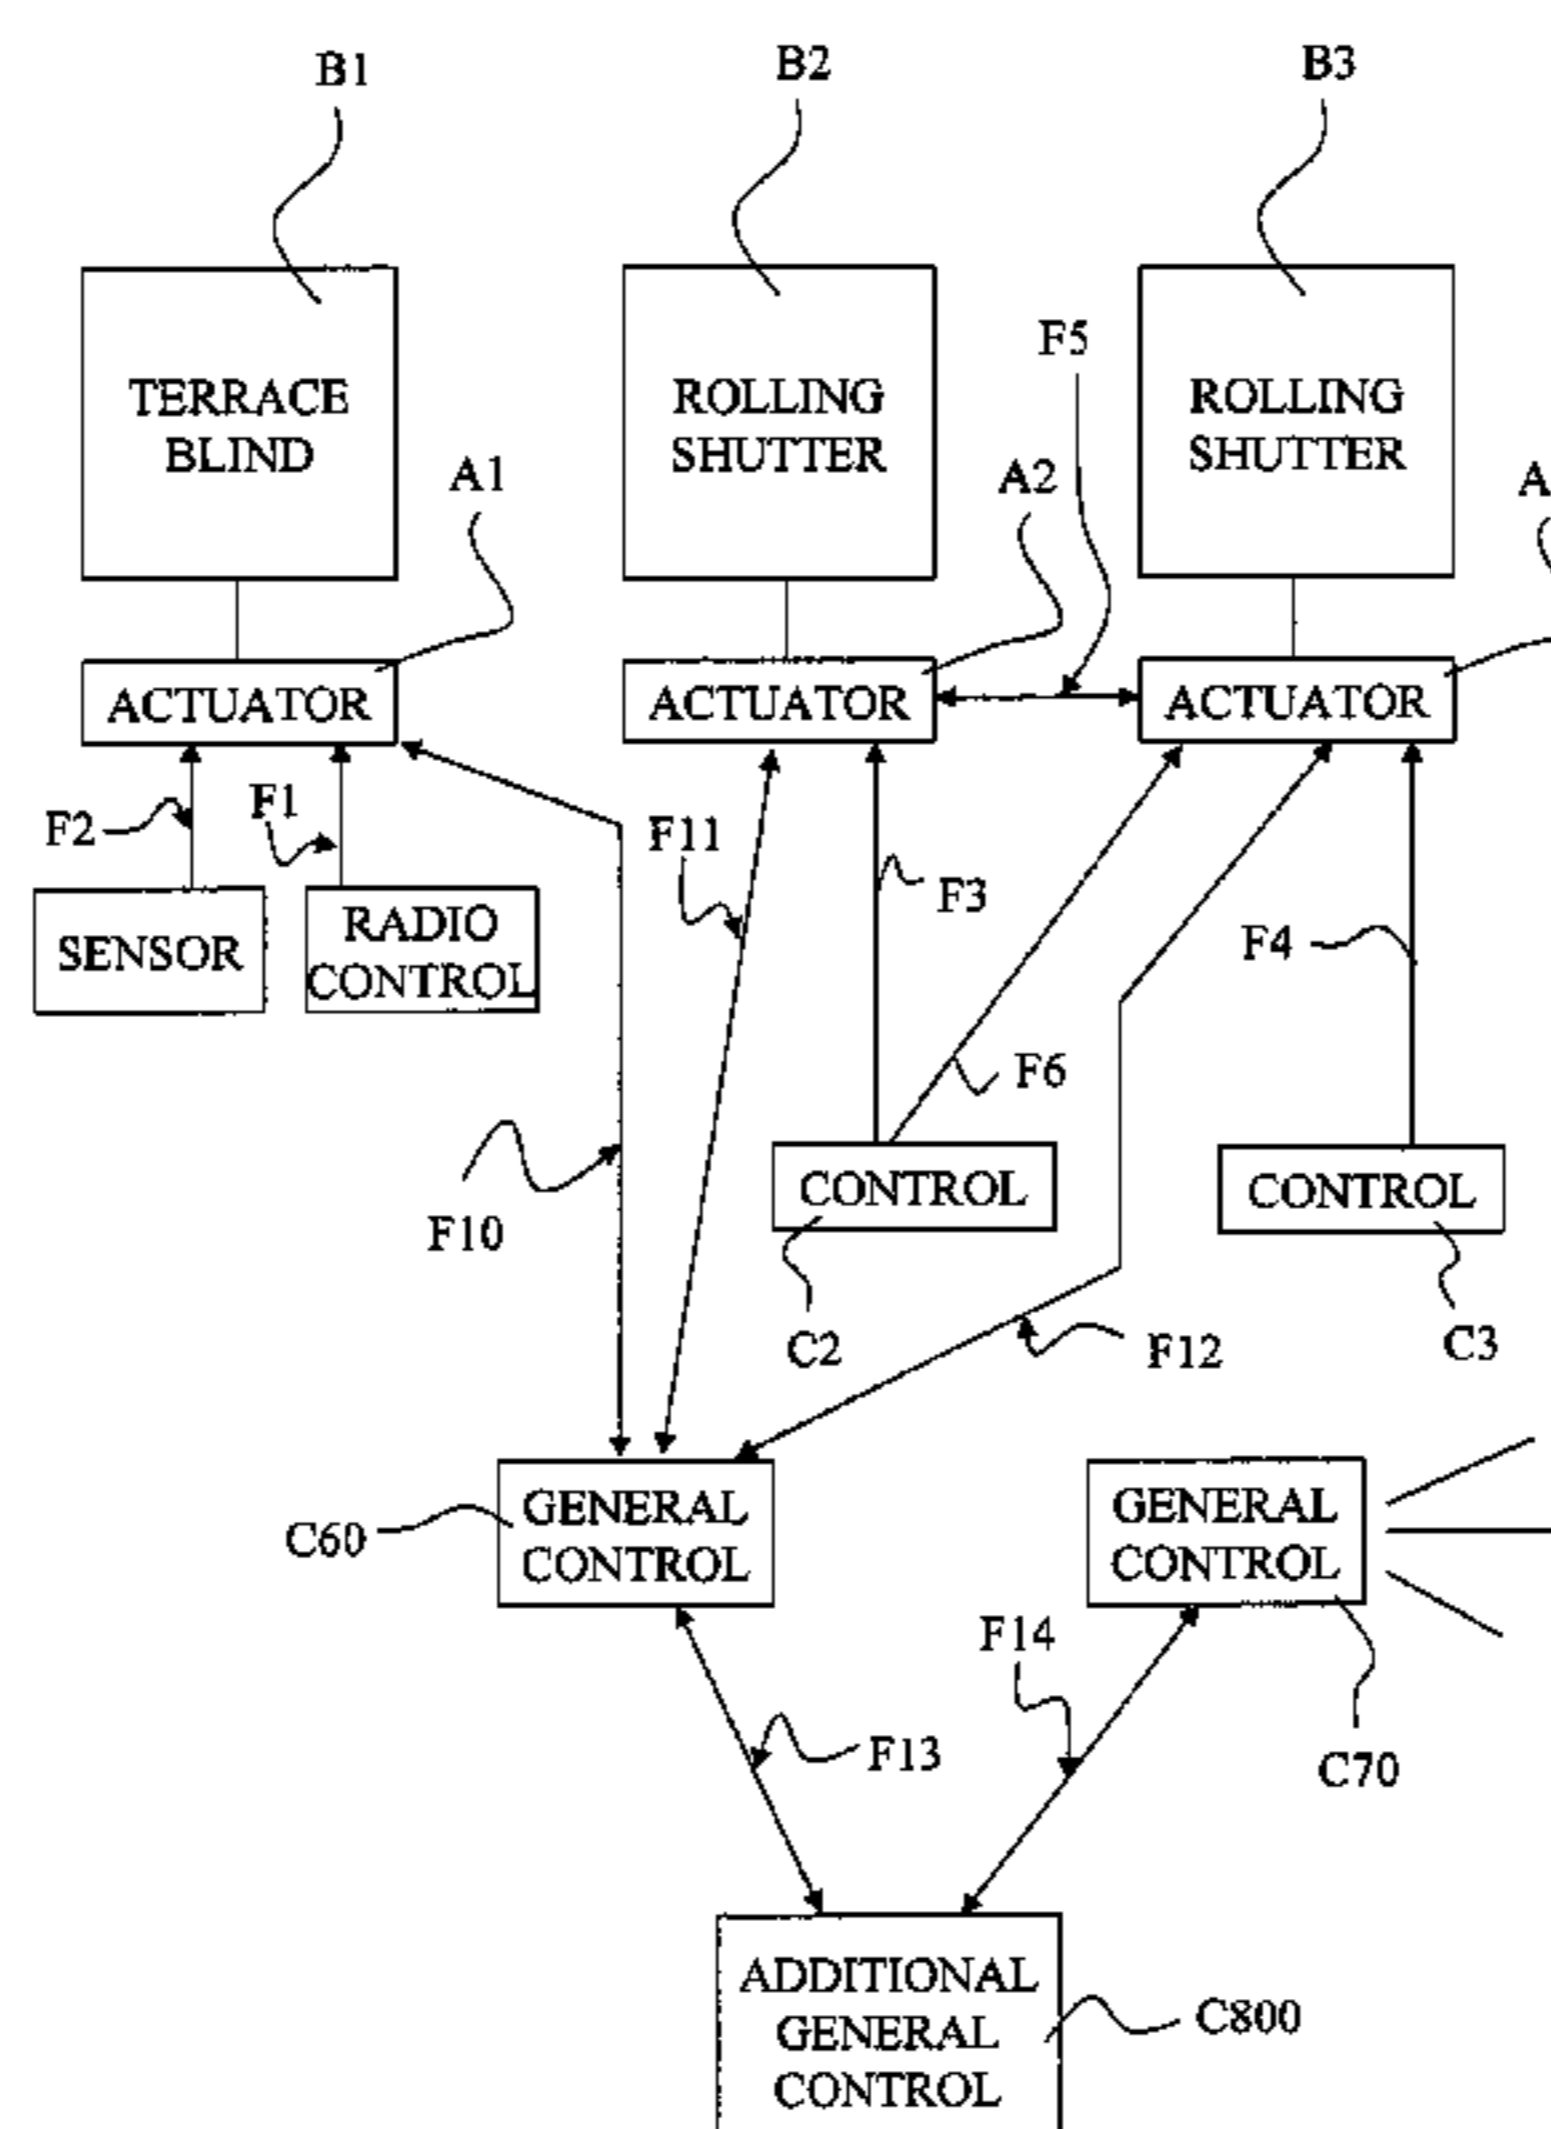 B1
B2
B3
F5
TERRACE
BLIND
ROLLING
SHUTTER
ROLLING
SHUTTER
A1
A2
A
ACTUATOR
ACTUATOR
ACTUATOR
F2
F1
F11
F3
F4
SENSOR
RADIO
CONTROL
F6
F10
CONTROL
CONTROL
C2
F12
C3
C60
GENERAL
CONTROL
GENERAL
CONTROL
F14
F13
C70
ADDITIONAL
GENERAL
CONTROL
C800